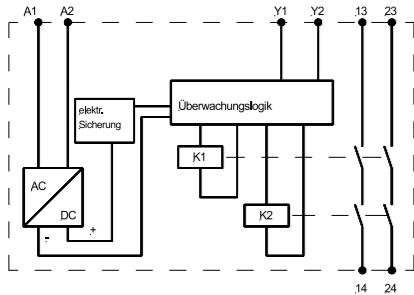 A1 A2 Y1 Y2 13 23
elektr.
Sicherung
Überwachungslogik
K1
AC
DC
K2
- +
14 24